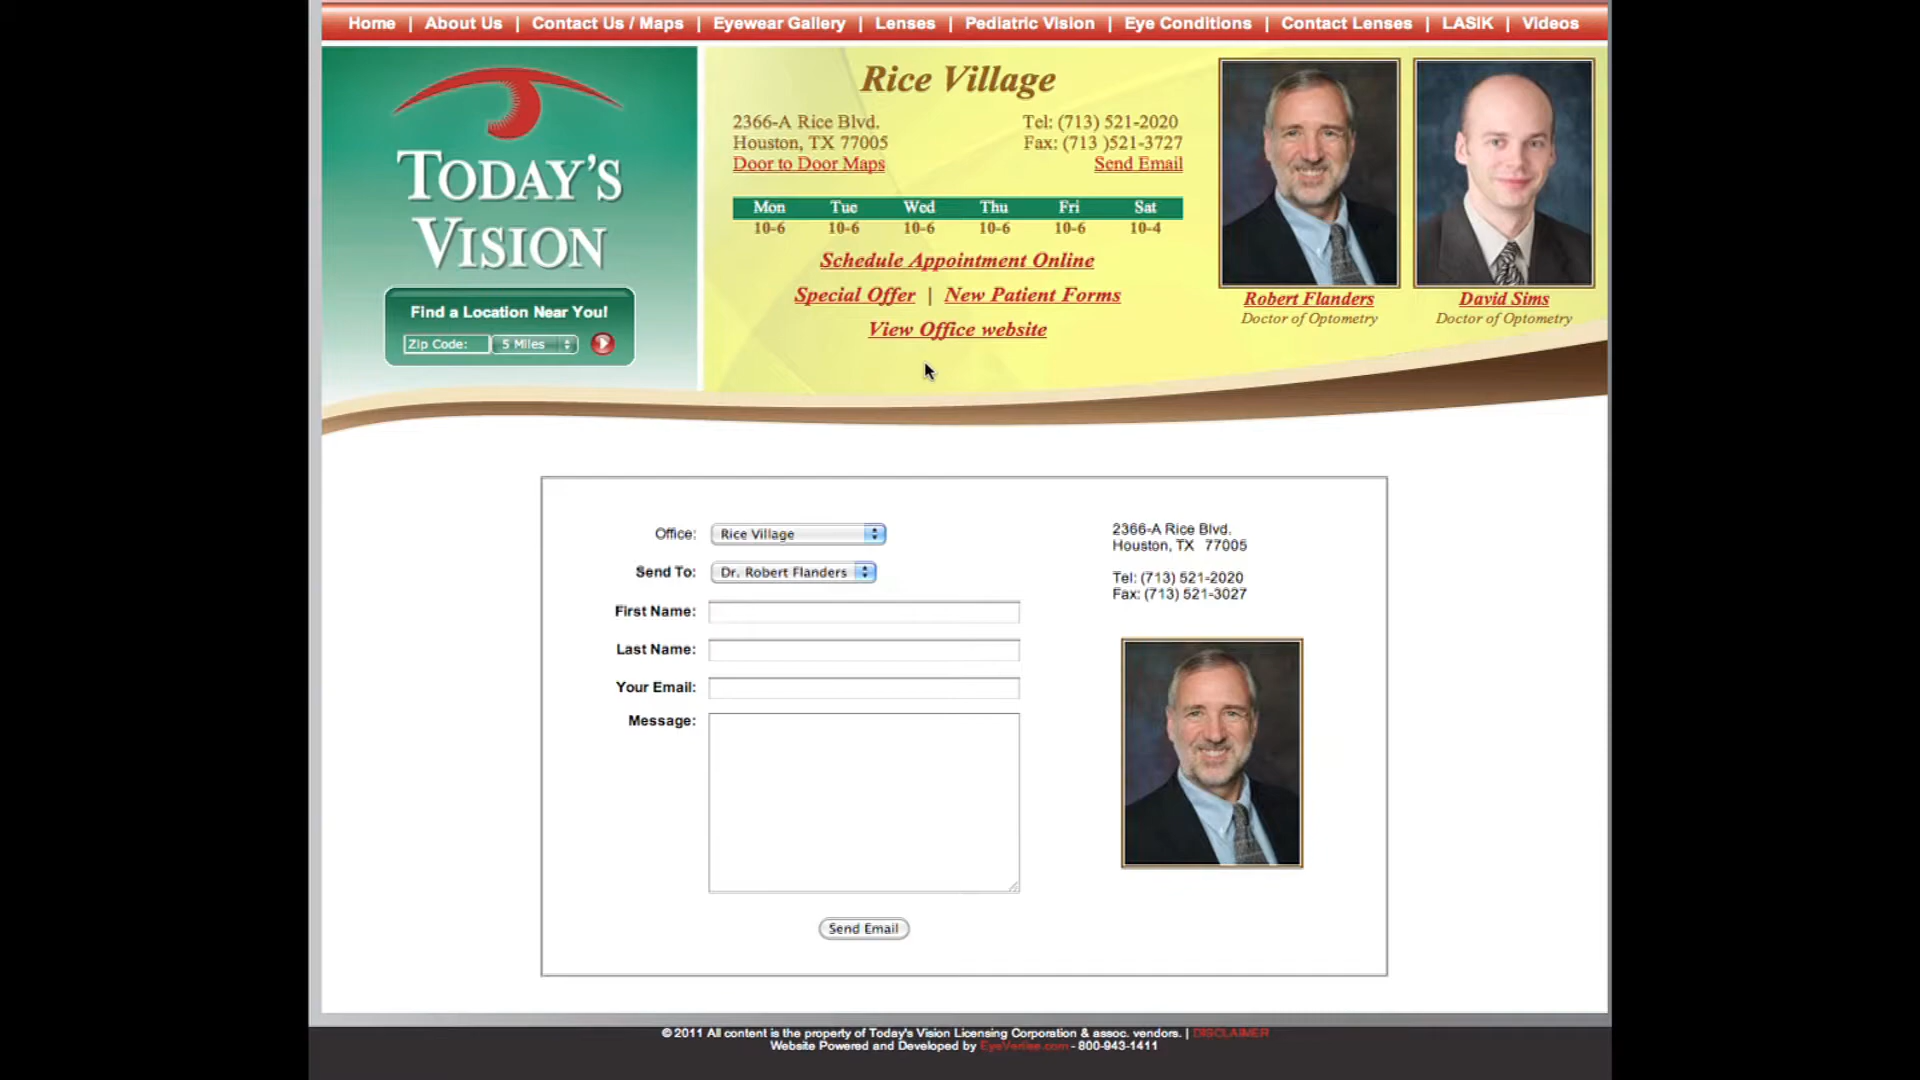 Home | About Us | Contact Us / Maps | Eyewear Gallery | Lenses | Pediatric Vision | Eye Conditions | Contact Lenses | LASIK | Videos
TODAY'S
VISION
Find a Location Near You!
Zip Code: 5 Miles
Rice Village
2366-A Rice Blvd.
Houston, TX 77005
Door to Door Maps
Tel: (713) 521-2020
Fax: (713 )521-3727
Send Email
Mon Tue Wed Thu Fri Sat
10-6 10-6 10-6 10-6 10-6 10-4
Schedule Appointment Online
Special Offer | New Patient Forms
View Office website
Robert Flanders
Doctor of Optometry
David Sims
Doctor of Optometry
Office: Rice Village
Send To: Dr. Robert Flanders
First Name:
Last Name:
Your Email:
Message:
Send Email
2366-A Rice Blvd.
Houston, TX 77005
Tel: (713) 521-2020
Fax: (713) 521-3027
© 2011 All content is the property of Today's Vision Licensing Corporation & assoc. vendors. | DISCLAIMER
Website Powered and Developed by - 800-943-1411